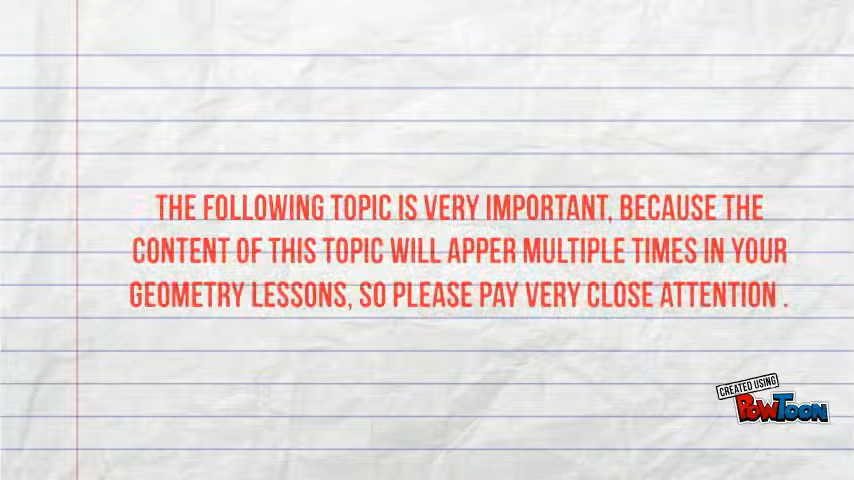 THE FOLLOWING TOPIC IS VERY IMPORTANT, BECAUSE THE
CONTENT OF THIS TOPIC WILL APPER MULTIPLE TIMES IN YOUR
GEOMETRY LESSONS, SO PLEASE PAY VERY CLOSE ATTENTION .
CREATED USING
POWTOON